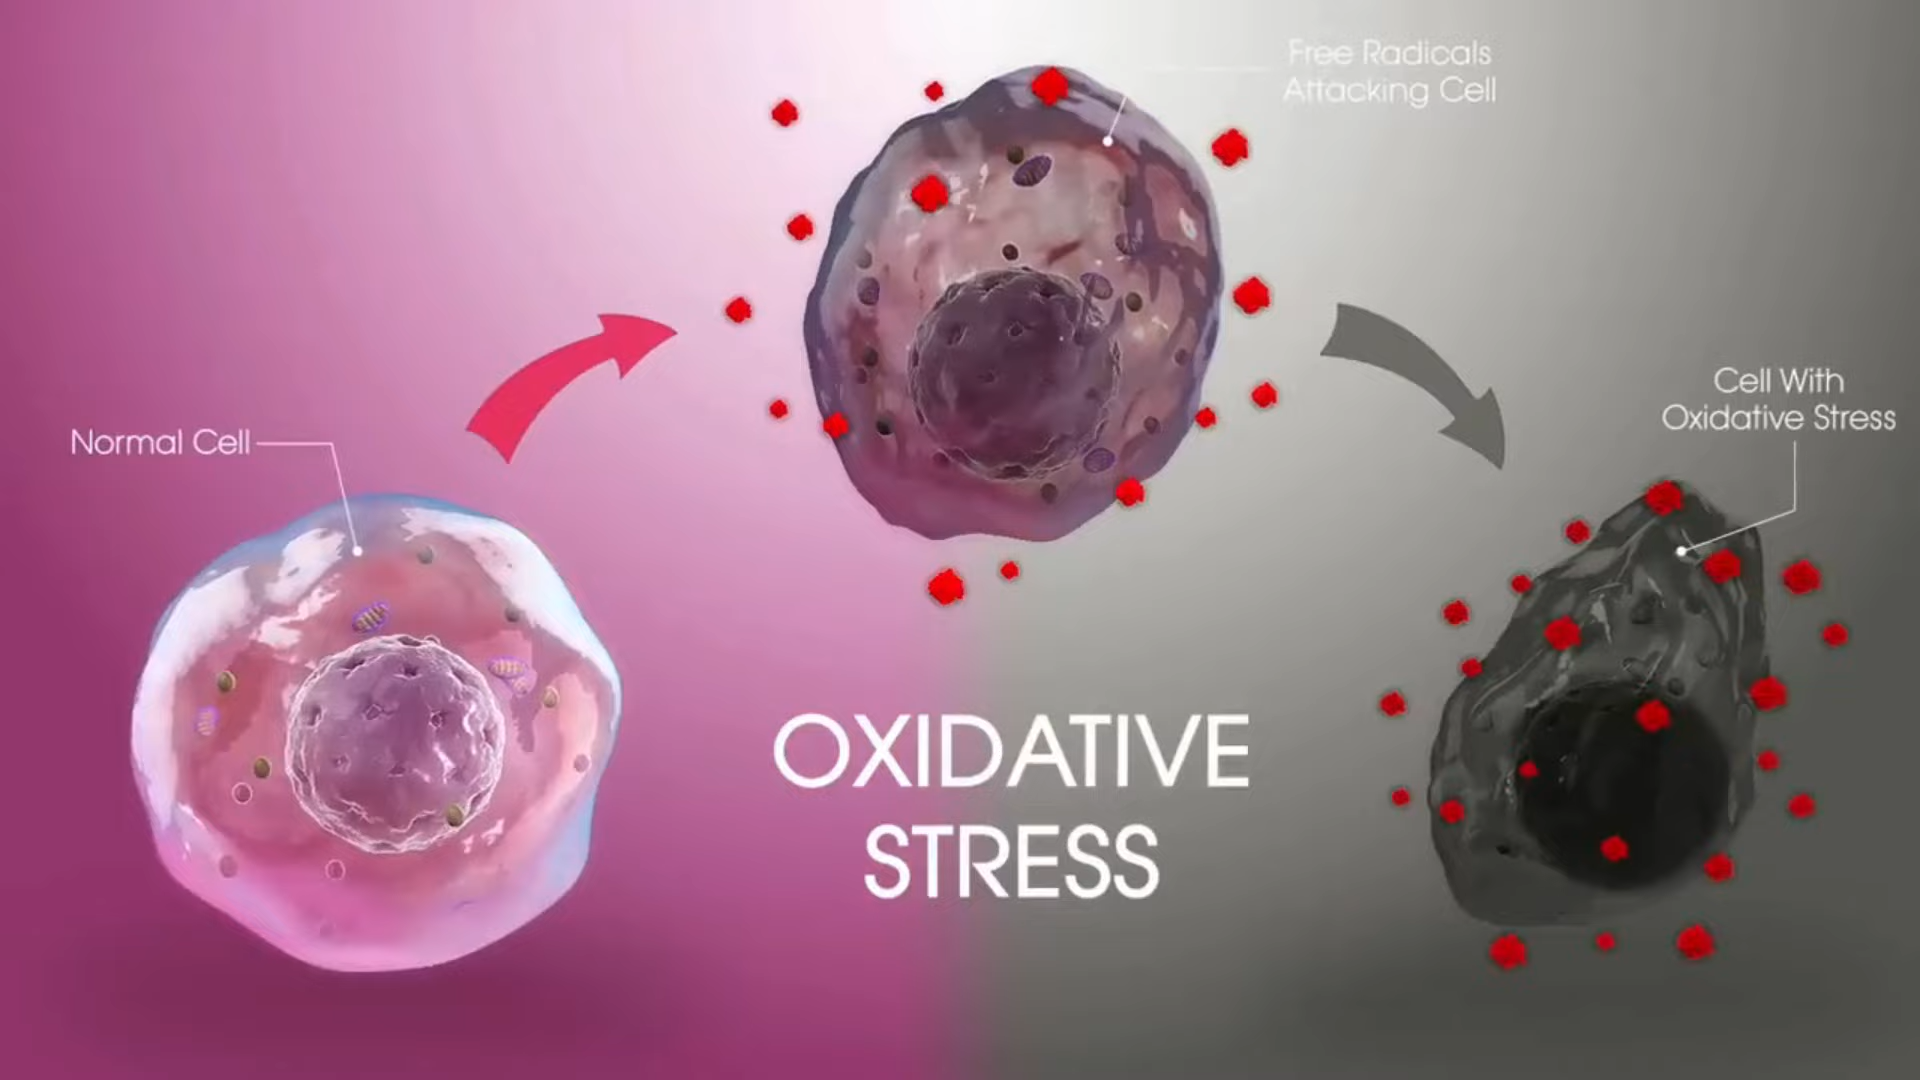 Free Radicals
Attacking Cell
Normal Cell
Cell With
Oxidative Stress
OXIDATIVE
STRESS